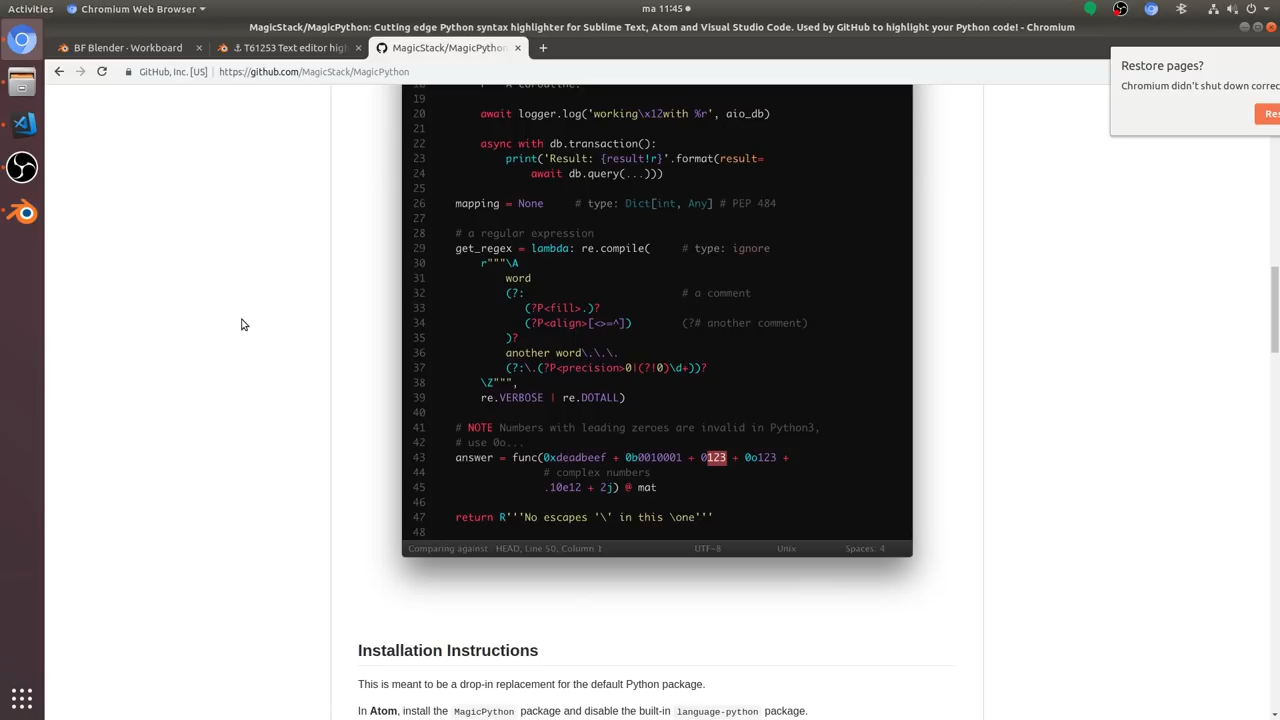 Activities Chromium Web Browser ma 11:45
MagicStack/MagicPython: Cutting edge Python syntax highlighter for Sublime Text, Atom and Visual Studio Code. Used by GitHub to highlight your Python code! - Chromium
BF Blender · Workboard × ⚓ T61253 Text editor high × MagicStack/MagicPython × +
GitHub, Inc. [US] https://github.com/MagicStack/MagicPython
Restore pages?
Chromium didn't shut down correc
Res
19
20 await logger.log('working\x12with %r', aio_db)
21
22 async with db.transaction():
23 print('Result: {result!r}'.format(result=
24 await db.query(...)))
25
26 mapping = None # type: Dict[int, Any] # PEP 484
27
28 # a regular expression
29 get_regex = lambda: re.compile( # type: ignore
30 r"""\A
31 word
32 (?: # a comment
33 (?P<fill>.)?
34 (?P<align>[<>=^]) (?# another comment)
35 )?
36 another word\.\.\.
37 (?:\.(?P<precision>0|(?!0)\d+))?
38 \Z""",
39 re.VERBOSE | re.DOTALL)
40
41 # NOTE Numbers with leading zeroes are invalid in Python3,
42 # use 0o...
43 answer = func(0xdeadbeef + 0b0010001 + 0123 + 0o123 +
44 # complex numbers
45 .10e12 + 2j) @ mat
46
47 return R'''No escapes '\' in this \one'''
48
Comparing against HEAD, Line 50, Column 1 UTF-8 Unix Spaces: 4
Installation Instructions
This is meant to be a drop-in replacement for the default Python package.
In Atom, install the MagicPython package and disable the built-in language-python package.